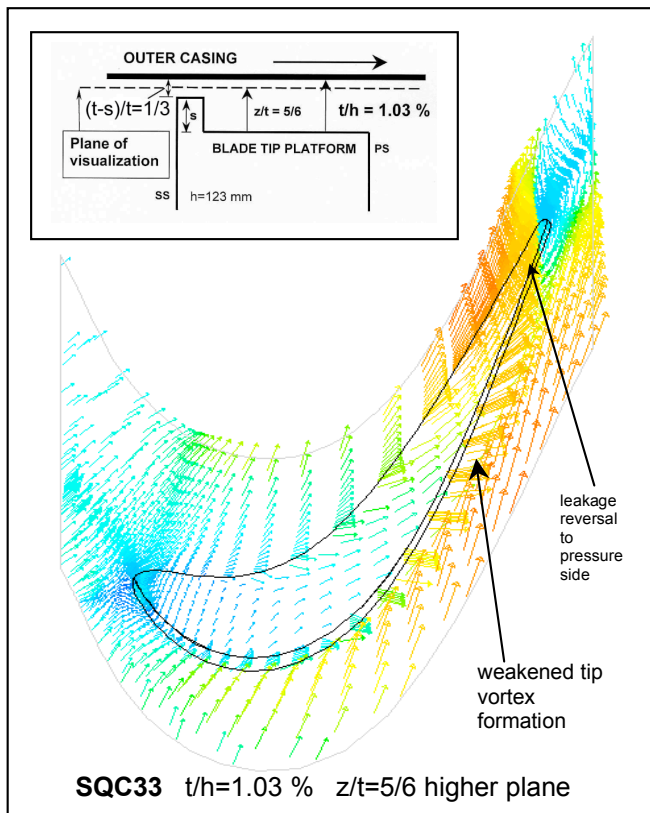 OUTER CASING
(t-s)/t=1/3
s
z/t = 5/6
t/h = 1.03 %
Plane of
visualization
BLADE TIP PLATFORM
PS
SS
h=123 mm
leakage
reversal
to
pressure
side
weakened tip
vortex
formation
SQC33 t/h=1.03 % z/t=5/6 higher plane